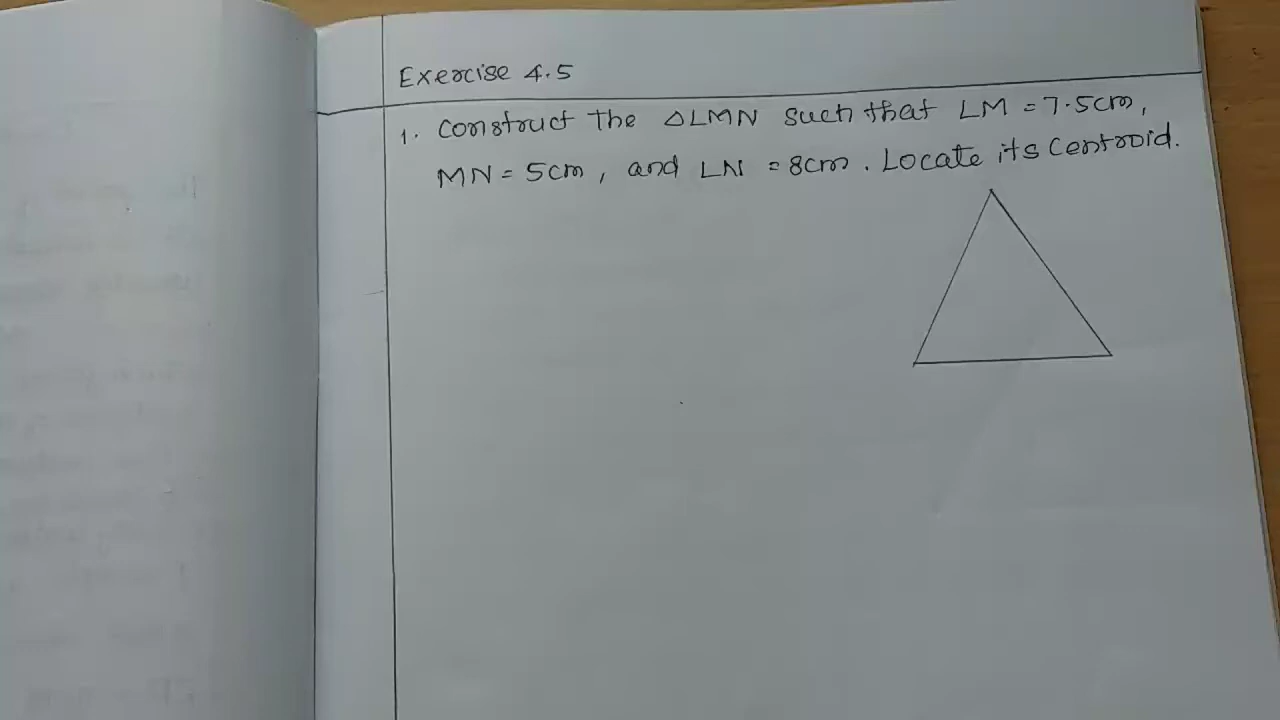 Exercise 4.5
1. Construct the △LMN such that LM = 7.5cm,
MN = 5cm, and LN = 8cm. Locate its Centroid.